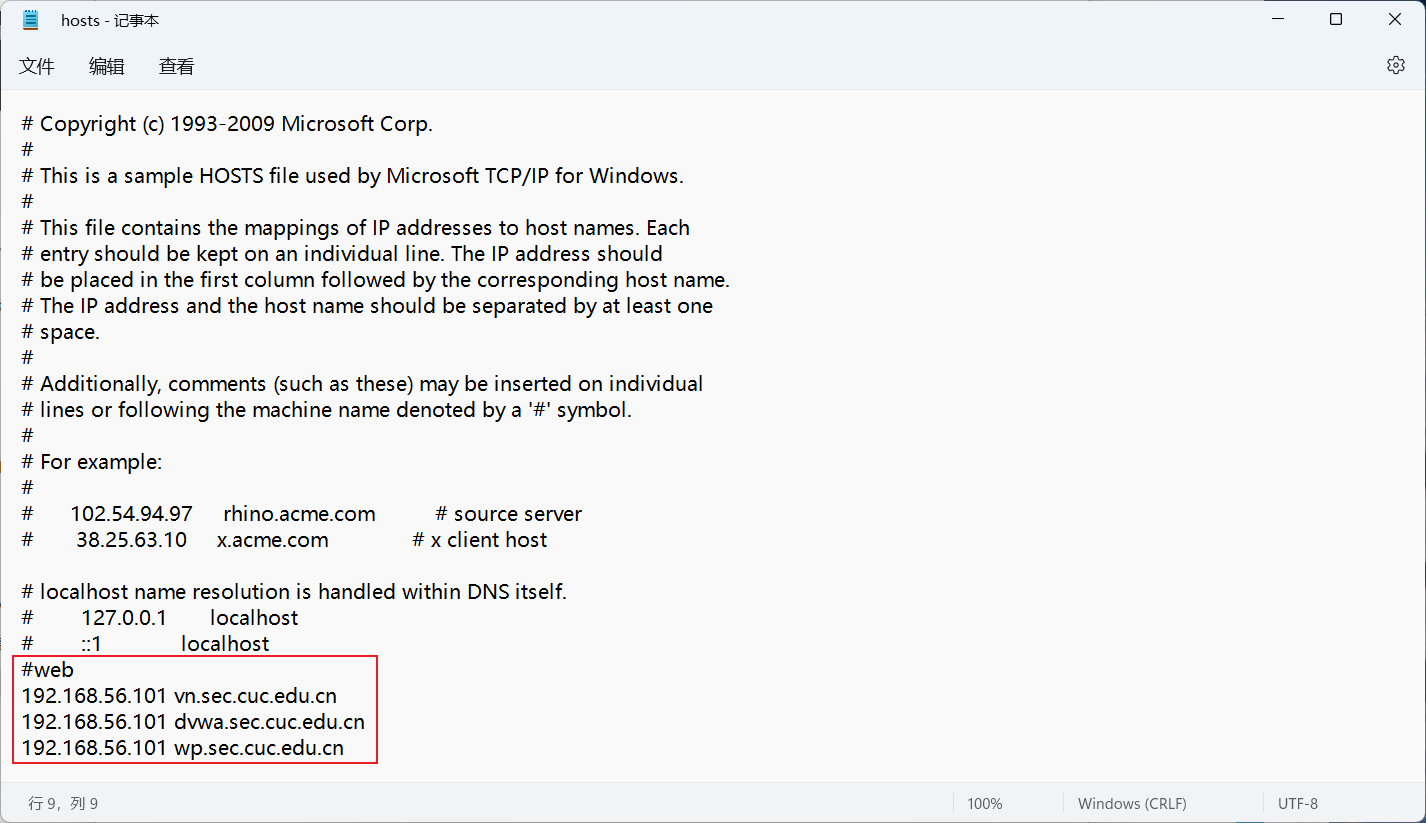 hosts - 记事本
文件 编辑 查看
# Copyright (c) 1993-2009 Microsoft Corp.
#
# This is a sample HOSTS file used by Microsoft TCP/IP for Windows.
#
# This file contains the mappings of IP addresses to host names. Each
# entry should be kept on an individual line. The IP address should
# be placed in the first column followed by the corresponding host name.
# The IP address and the host name should be separated by at least one
# space.
#
# Additionally, comments (such as these) may be inserted on individual
# lines or following the machine name denoted by a '#' symbol.
#
# For example:
#
# 102.54.94.97 rhino.acme.com # source server
# 38.25.63.10 x.acme.com # x client host
# localhost name resolution is handled within DNS itself.
# 127.0.0.1 localhost
# ::1 localhost
#web
192.168.56.101 vn.sec.cuc.edu.cn
192.168.56.101 dvwa.sec.cuc.edu.cn
192.168.56.101 wp.sec.cuc.edu.cn
行 9，列 9 100% Windows (CRLF) UTF-8